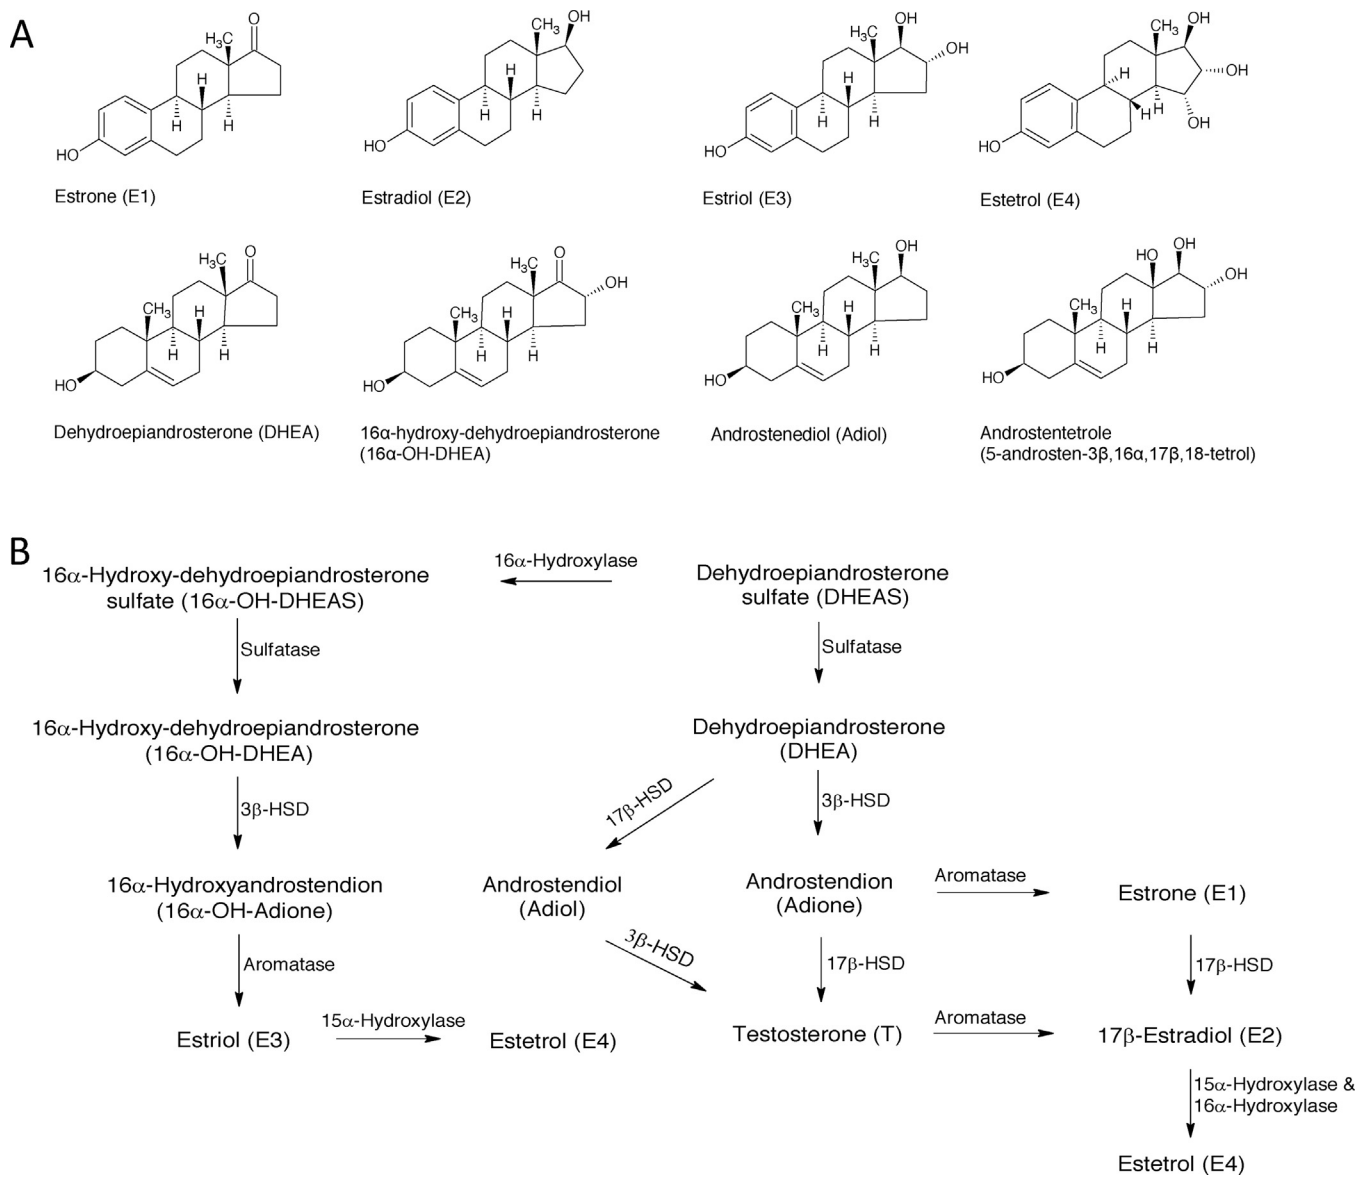 A
H₃C O
H
H H
HO
Estrone (E1)
CH₃ OH
H
H H
HO
Estradiol (E2)
H₃C OH
OH
H
H H
HO
Estriol (E3)
CH₃ OH
OH
H
H H
OH
HO
Estetrol (E4)
H₃C O
CH₃ H
H H
HO
Dehydroepiandrosterone (DHEA)
H₃C O
OH
CH₃ H
H H
HO
16α-hydroxy-dehydroepiandrosterone
(16α-OH-DHEA)
H₃C OH
CH₃ H
H H
HO
Androstenediol (Adiol)
HO OH
OH
CH₃ H
H H
HO
Androstentetrole
(5-androsten-3β,16α,17β,18-tetrol)
B
16α-Hydroxy-dehydroepiandrosterone
sulfate (16α-OH-DHEAS)
16α-Hydroxylase
Dehydroepiandrosterone
sulfate (DHEAS)
Sulfatase
Sulfatase
16α-Hydroxy-dehydroepiandrosterone
(16α-OH-DHEA)
Dehydroepiandrosterone
(DHEA)
3β-HSD
17β-HSD
3β-HSD
16α-Hydroxyandrostendion
(16α-OH-Adione)
Androstendiol
(Adiol)
Androstendion
(Adione)
Aromatase
Estrone (E1)
Aromatase
3β-HSD
17β-HSD
17β-HSD
Estriol (E3)
15α-Hydroxylase
Estetrol (E4)
Testosterone (T)
Aromatase
17β-Estradiol (E2)
15α-Hydroxylase &
16α-Hydroxylase
Estetrol (E4)